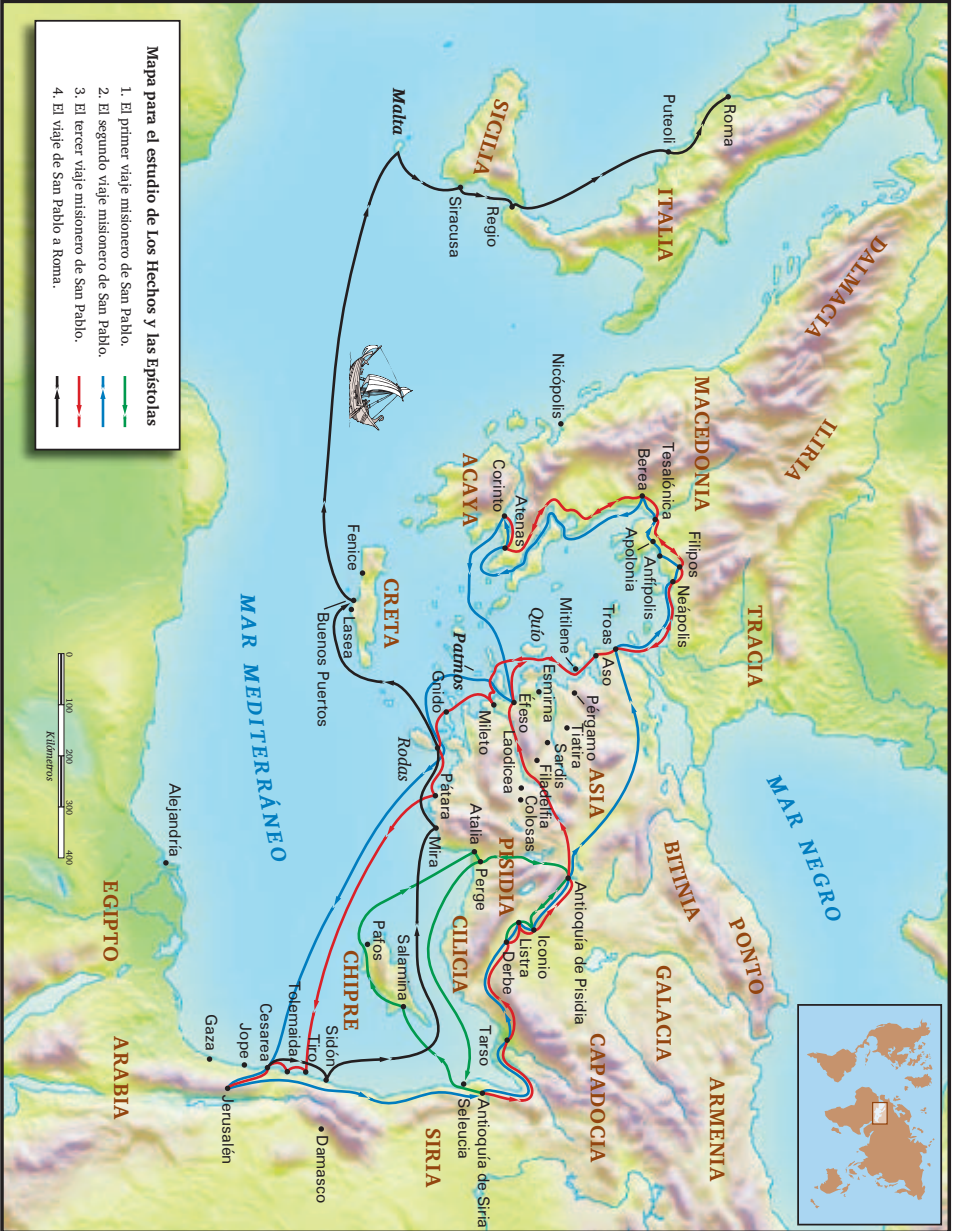 Mapa para el estudio de Los Hechos y las Epístolas
1. El primer viaje misionero de San Pablo.
2. El segundo viaje misionero de San Pablo.
3. El tercer viaje misionero de San Pablo.
4. El viaje de San Pablo a Roma.
Roma
Puteoli
ITALIA
SICILIA
Regio
Siracusa
Malta
DALMACIA
ILIRIA
MACEDONIA
TRACIA
Nicópolis
Tesalónica
Berea
Filipos
Neápolis
Anfípolis
Apolonia
ACAYA
Corinto
Atenas
MAR NEGRO
BITINIA
PONTO
GALACIA
ARMENIA
CAPADOCIA
ASIA
Troas
Aso
Mitilene
Quío
Pérgamo
Tiatira
Esmirna
Sardis
Filadelfia
Éfeso
Laodicea
Colosas
Mileto
Patmós
Gnido
Rodas
Pátara
Mira
Atalia
Perge
PISIDIA
Antioquia de Pisidia
Iconio
Listra
Derbe
CILICIA
Tarso
Antioquía de Siria
Seleucia
SIRIA
CRETA
Fenice
Lasea
Buenos Puertos
CHIPRE
Pafos
Salamina
Sidón
Tiro
Tolemaida
Cesarea
Jope
Gaza
Jerusalén
Damasco
MAR MEDITERRÁNEO
Alejandría
EGIPTO
ARABIA
0 100 200 300 400
Kilómetros